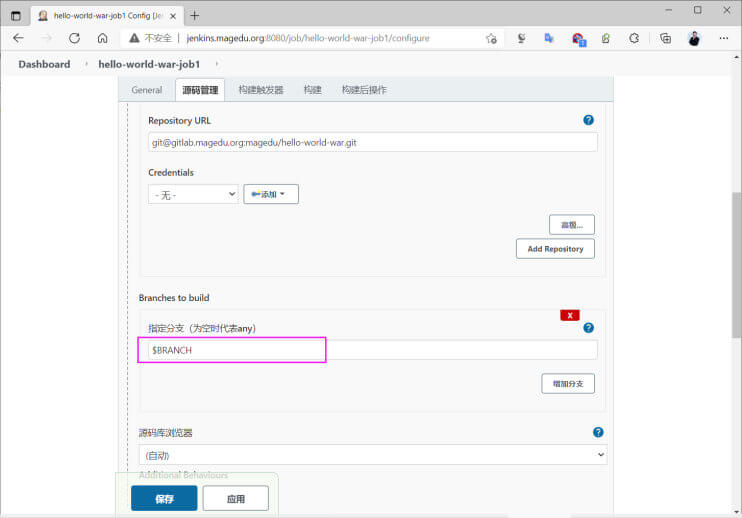 hello-world-war-job1 Config [Jen
不安全 | jenkins.magedu.org:8080/job/hello-world-war-job1/configure
1
Dashboard hello-world-war-job1
General 源码管理 构建触发器 构建 构建后操作
Repository URL
git@gitlab.magedu.org:magedu/hello-world-war.git
Credentials
- 无 - 添加
高级...
Add Repository
Branches to build
X
指定分支（为空时代表any）
$BRANCH
增加分支
源码库浏览器
(自动)
Additional Behaviours
保存 应用